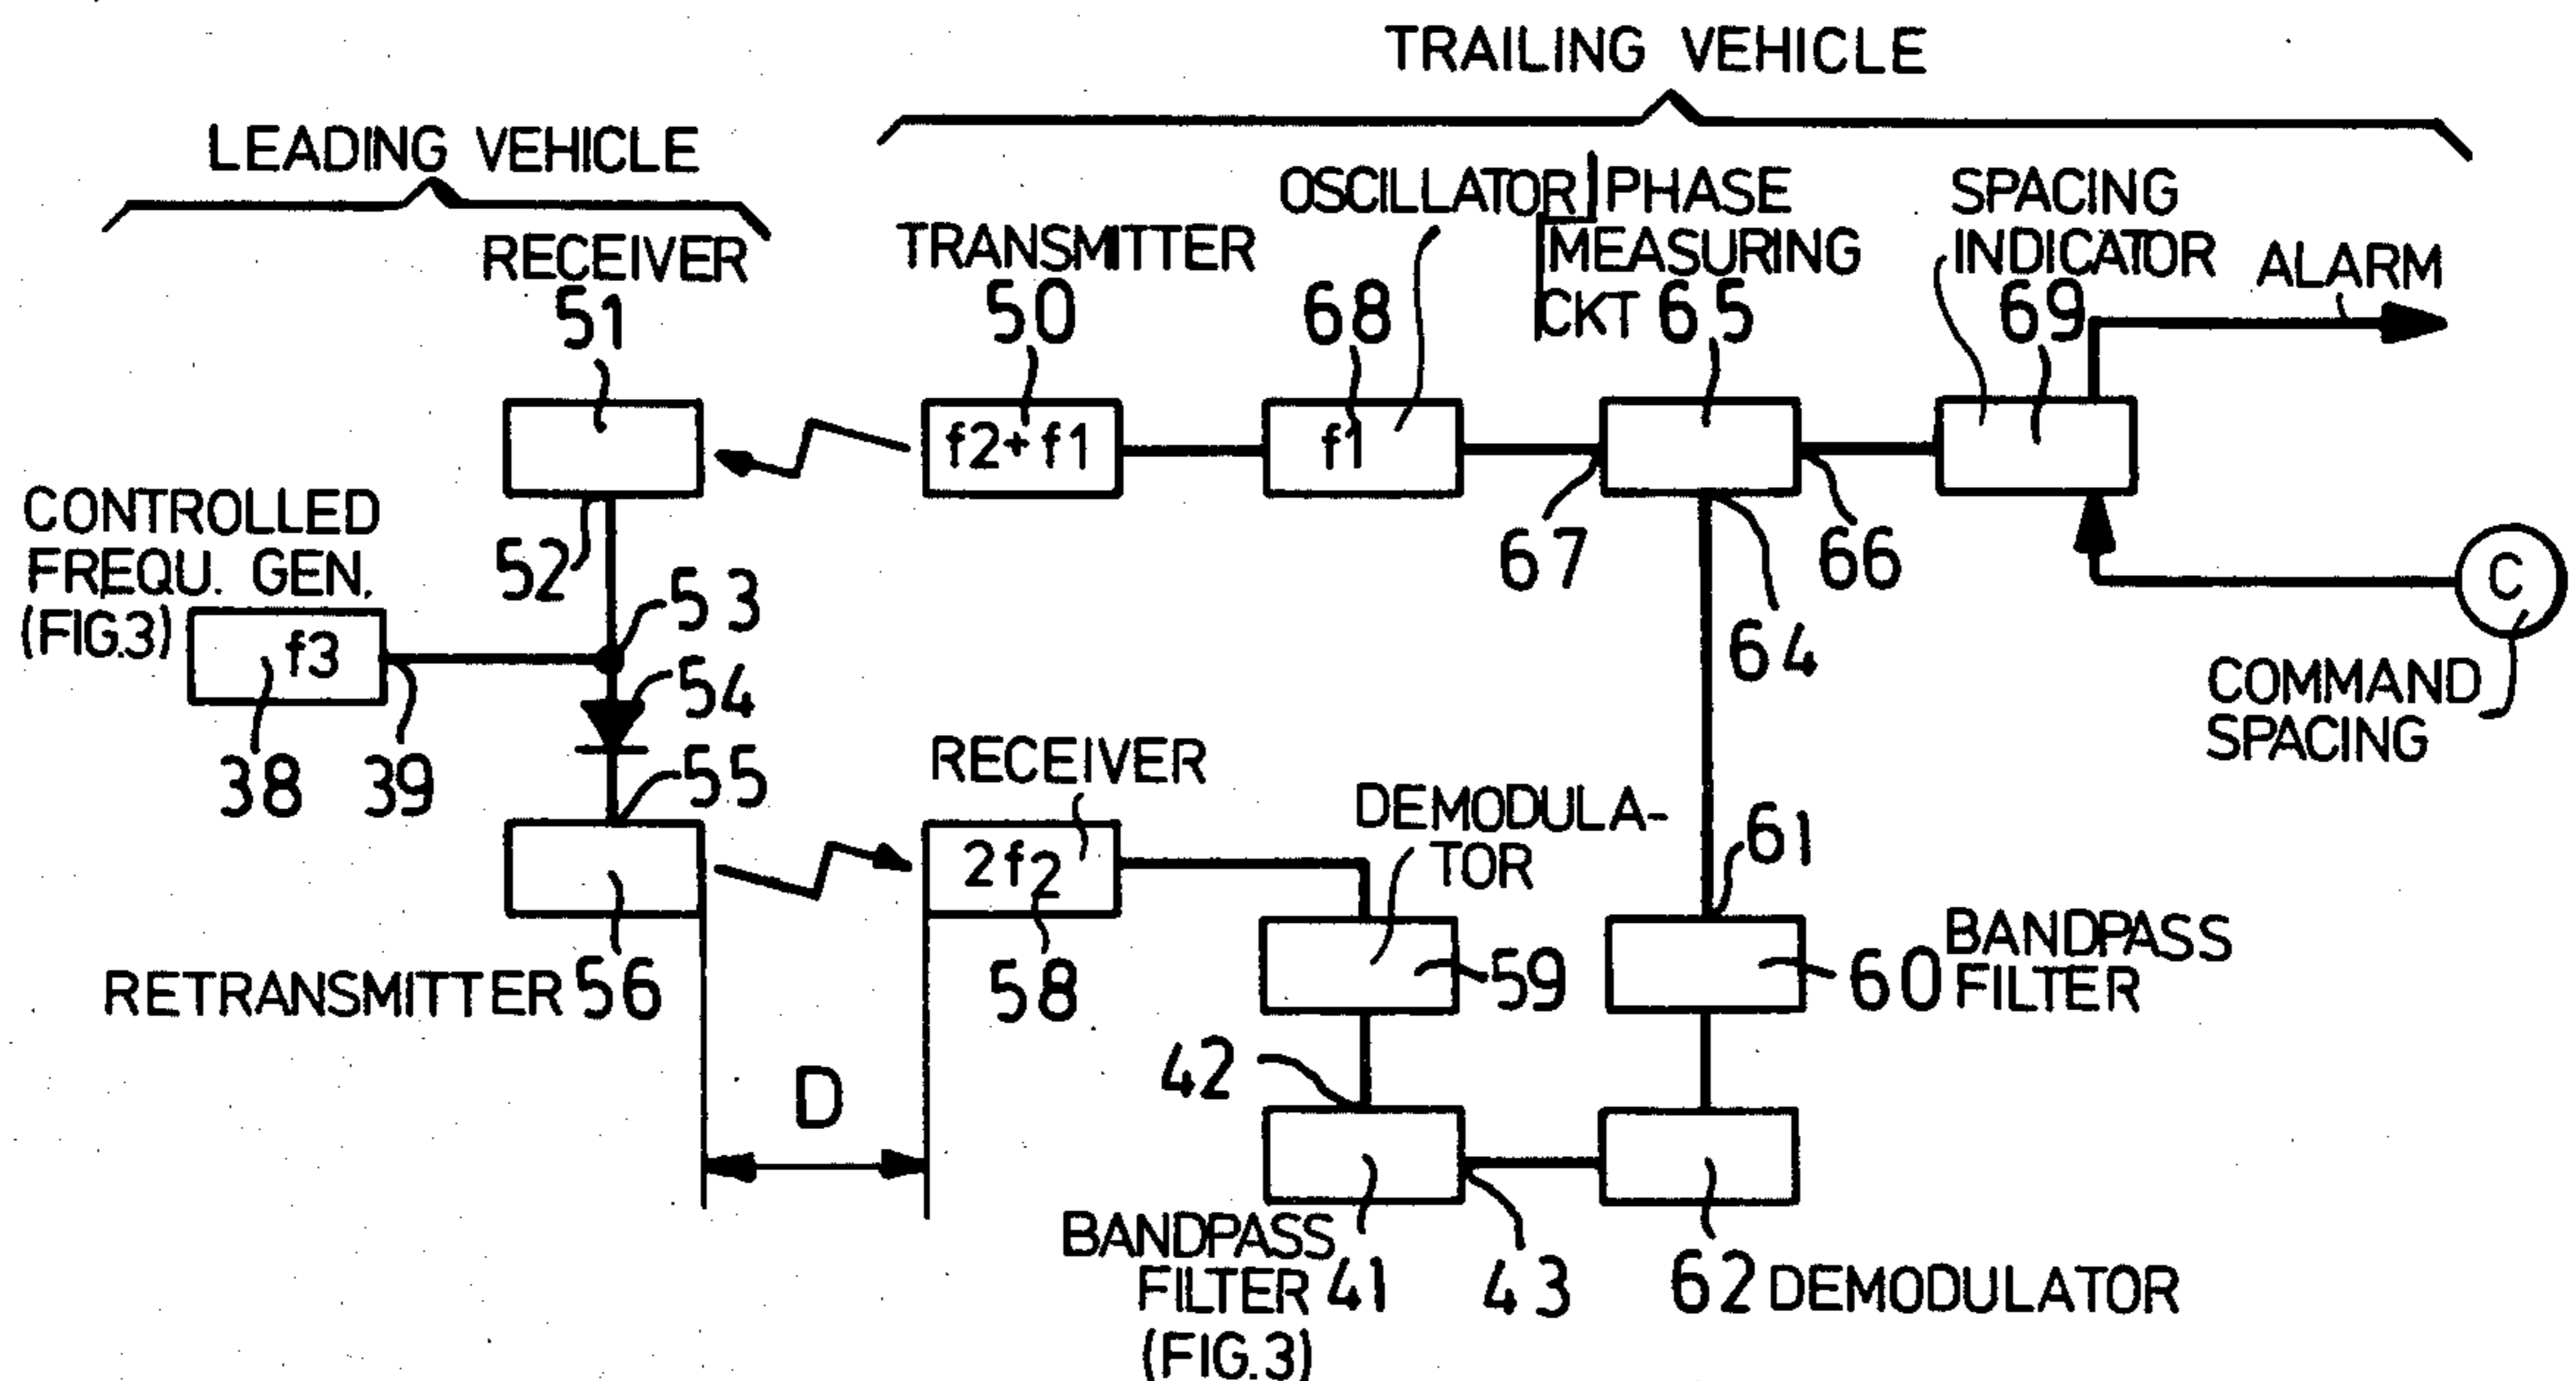 TRAILING VEHICLE
LEADING VEHICLE
RECEIVER
51
TRANSMITTER
50
OSCILLATOR
68
PHASE
MEASURING
CKT 65
SPACING
INDICATOR
69
ALARM
f2+f1
f1
CONTROLLED
FREQU. GEN.
(FIG.3)
52
53
67
66
64
C
COMMAND
SPACING
f3
38
39
54
55
RECEIVER
2f2
58
DEMODULA-
TOR
59
61
60 BANDPASS
FILTER
RETRANSMITTER 56
D
42
BANDPASS
FILTER 41
(FIG.3)
43
62 DEMODULATOR